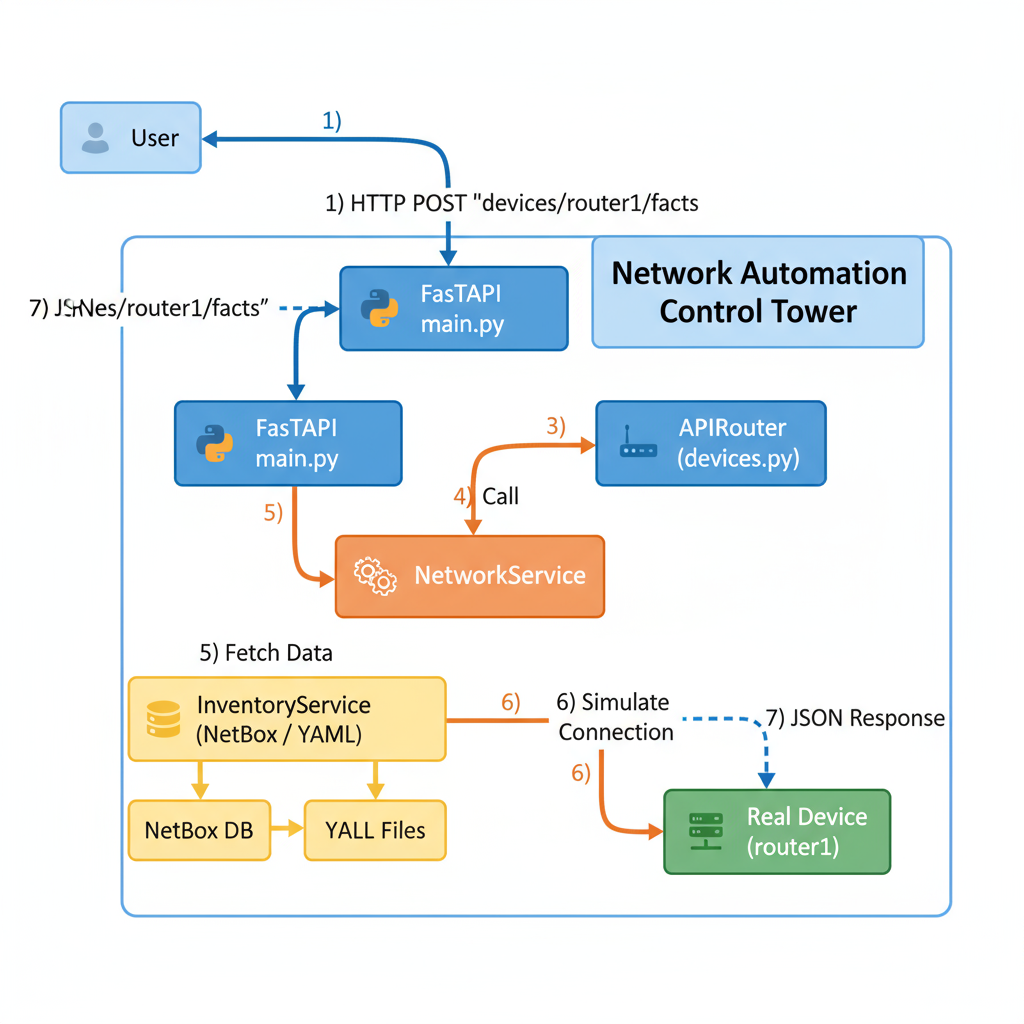 User
1)
1) HTTP POST "devices/router1/facts
Network Automation
Control Tower
FasTAPI
main.py
7) JSNes/router1/facts”
FasTAPI
main.py
3)
APIRouter
(devices.py)
4) Call
5)
NetworkService
5) Fetch Data
InventoryService
(NetBox / YAML)
6)
6) Simulate
Connection
7) JSON Response
6)
NetBox DB
YALL Files
Real Device
(router1)